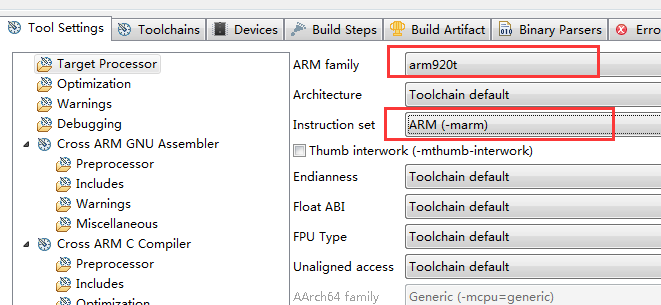 Tool Settings Toolchains Devices Build Steps Build Artifact Binary Parsers Erro
Target Processor
Optimization
Warnings
Debugging
Cross ARM GNU Assembler
Preprocessor
Includes
Warnings
Miscellaneous
Cross ARM C Compiler
Preprocessor
Includes
Optimization
ARM family arm920t
Architecture Toolchain default
Instruction set ARM (-marm)
Thumb interwork (-mthumb-interwork)
Endianness Toolchain default
Float ABI Toolchain default
FPU Type Toolchain default
Unaligned access Toolchain default
AArch64 family Generic (-mcpu=generic)